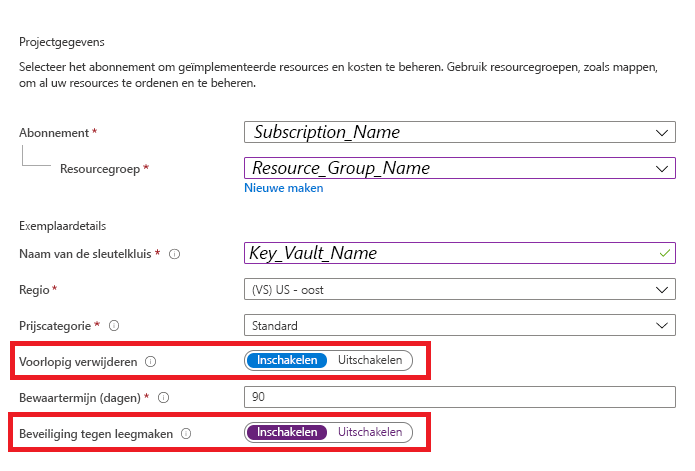 Projectgegevens
Selecteer het abonnement om geïmplementeerde resources en kosten te beheren. Gebruik resourcegroepen, zoals mappen,
om al uw resources te ordenen en te beheren.
Abonnement * Subscription_Name
Resourcegroep * Resource_Group_Name
Nieuwe maken
Exemplaardetails
Naam van de sleutelkluis * Key_Vault_Name
Regio * (VS) US - oost
Prijscategorie * Standard
Voorlopig verwijderen Inschakelen Uitschakelen
Bewaartermijn (dagen) * 90
Beveiliging tegen leegmaken Inschakelen Uitschakelen